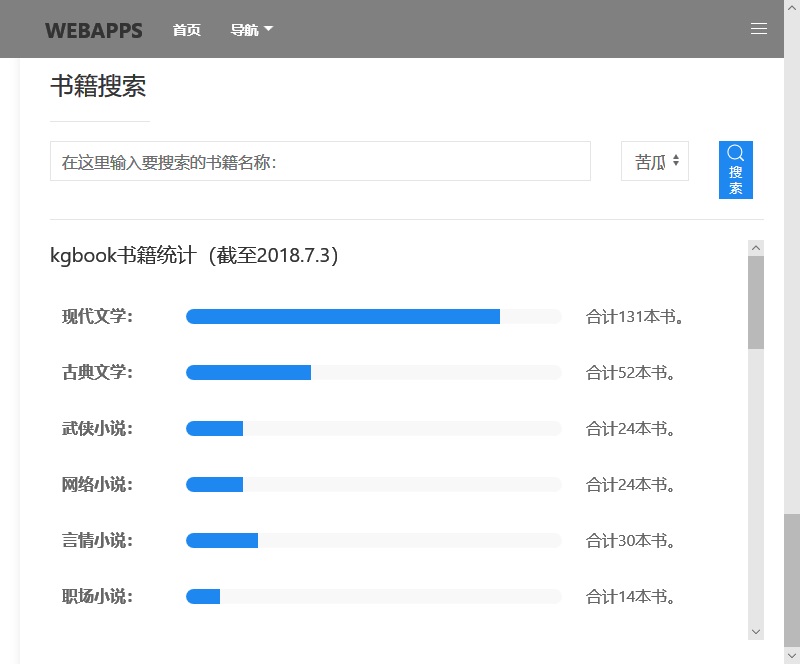 WEBAPPS 首页 导航
书籍搜索
在这里输入要搜索的书籍名称: 苦瓜 搜索
kgbook书籍统计（截至2018.7.3）
现代文学: 合计131本书。
古典文学: 合计52本书。
武侠小说: 合计24本书。
网络小说: 合计24本书。
言情小说: 合计30本书。
职场小说: 合计14本书。